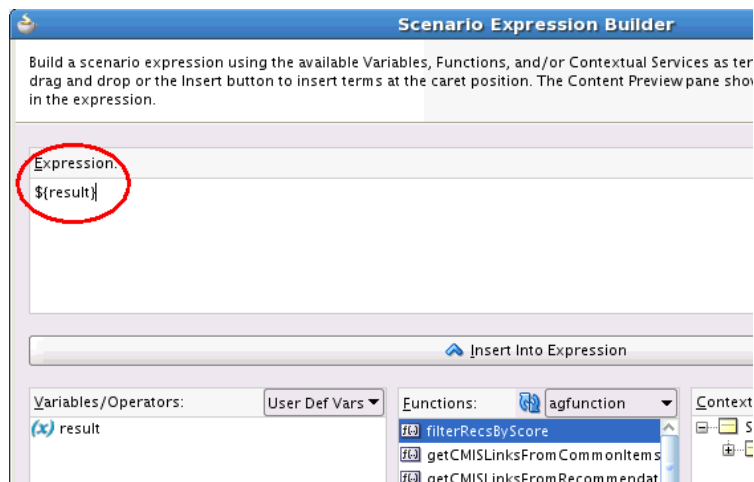 Scenario Expression Builder
Build a scenario expression using the available Variables, Functions, and/or Contextual Services as
drag and drop or the Insert button to insert terms at the caret position. The Content Preview pane
in the expression.
Expression:
${result}
Insert Into Expression
Variables/Operators: User Def Vars Functions: agfunction Context
(x) result f(.) filterRecsByScore S
f(.) getCMISLinksFromCommonItems
f(.) getCMISLinksFromRecommendat